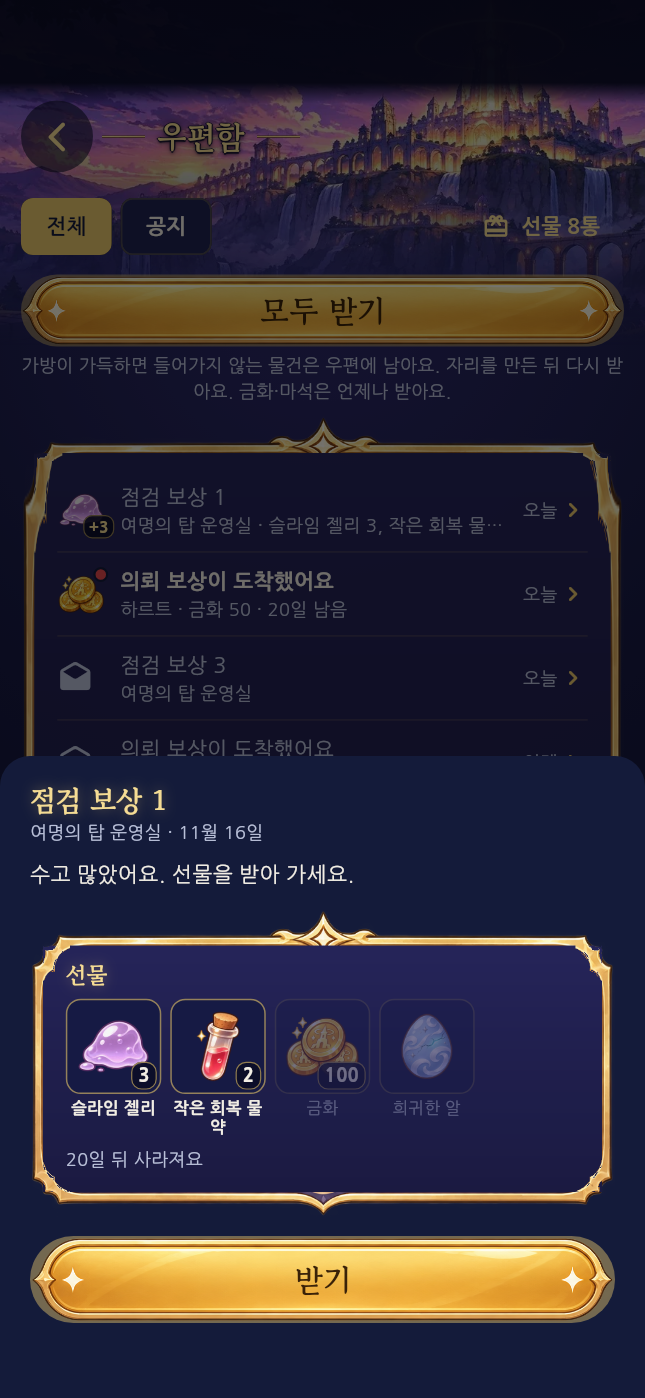 우편함
전체
공지
선물 8통
모두 받기
가방이 가득하면 들어가지 않는 물건은 우편에 남아요. 자리를 만든 뒤 다시 받
아요. 금화·마석은 언제나 받아요.
점검 보상 1
오늘
+3
여명의 탑 운영실 · 슬라임 젤리 3, 작은 회복 물…
의뢰 보상이 도착했어요
오늘
하르트 · 금화 50 · 20일 남음
점검 보상 3
오늘
여명의 탑 운영실
의뢰 보상이 도착했어요
점검 보상 1
여명의 탑 운영실 · 11월 16일
수고 많았어요. 선물을 받아 가세요.
선물
3
2
100
슬라임 젤리
작은 회복 물
약
금화
희귀한 알
20일 뒤 사라져요
받기